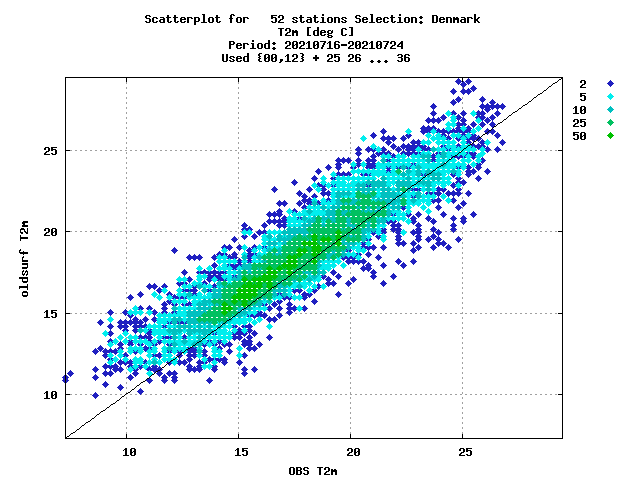 Scatterplot for   52 stations Selection: Denmark
T2m [deg C]
Period: 20210716-20210724
Used {00,12} + 25 26 ... 36
2
5
10
25
50
25
20
15
10
oldsurf T2m
10 15 20 25
OBS T2m